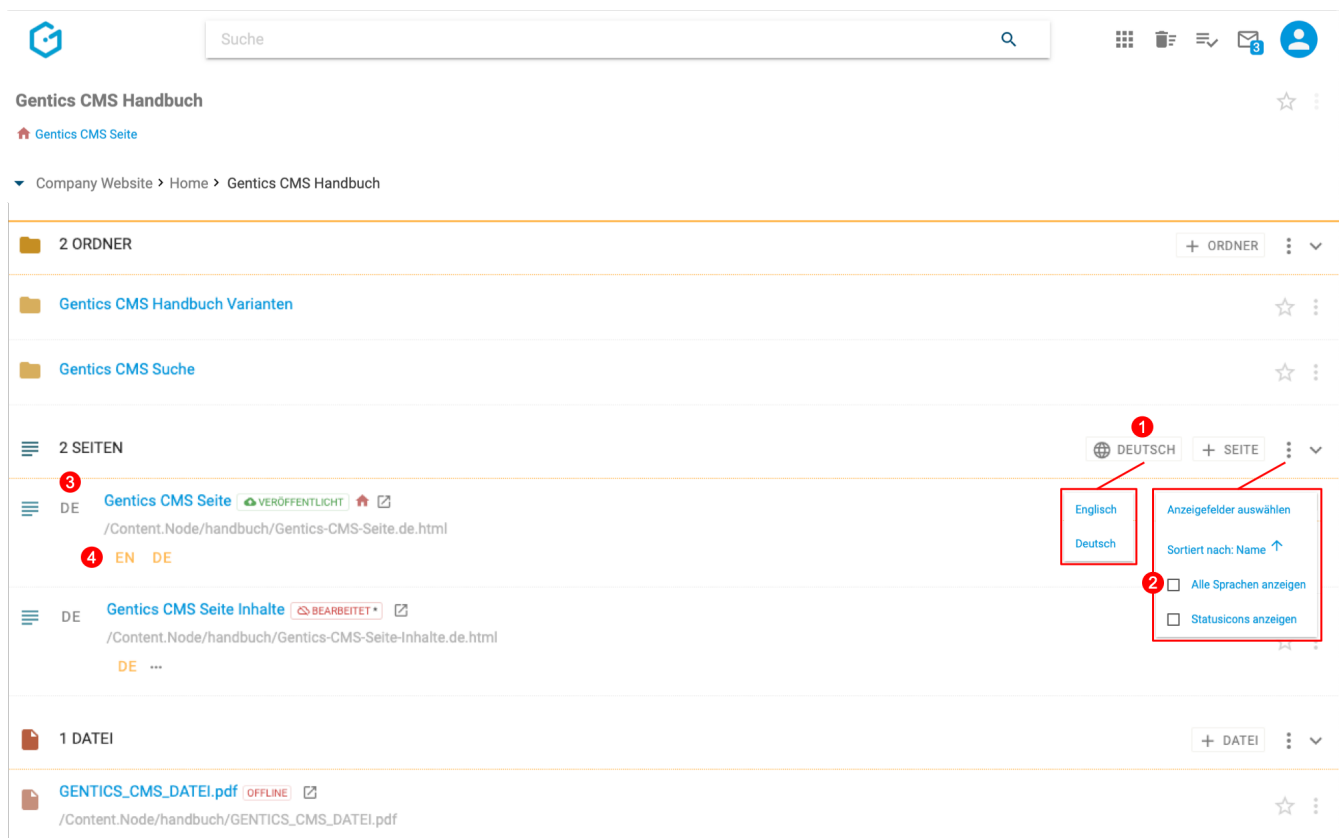 Suche
3
Gentics CMS Handbuch
Gentics CMS Seite
Company Website > Home > Gentics CMS Handbuch
2 ORDNER
+ ORDNER
Gentics CMS Handbuch Varianten
Gentics CMS Suche
1
2 SEITEN
DEUTSCH
+ SEITE
3
DE
Gentics CMS Seite
VERÖFFENTLICHT
/Content.Node/handbuch/Gentics-CMS-Seite.de.html
4
EN DE
Englisch
Deutsch
Anzeigefelder auswählen
Sortiert nach: Name ↑
2
Alle Sprachen anzeigen
Statusicons anzeigen
DE
Gentics CMS Seite Inhalte
BEARBEITET *
/Content.Node/handbuch/Gentics-CMS-Seite-Inhalte.de.html
DE ...
1 DATEI
+ DATEI
GENTICS_CMS_DATEI.pdf
OFFLINE
/Content.Node/handbuch/GENTICS_CMS_DATEI.pdf